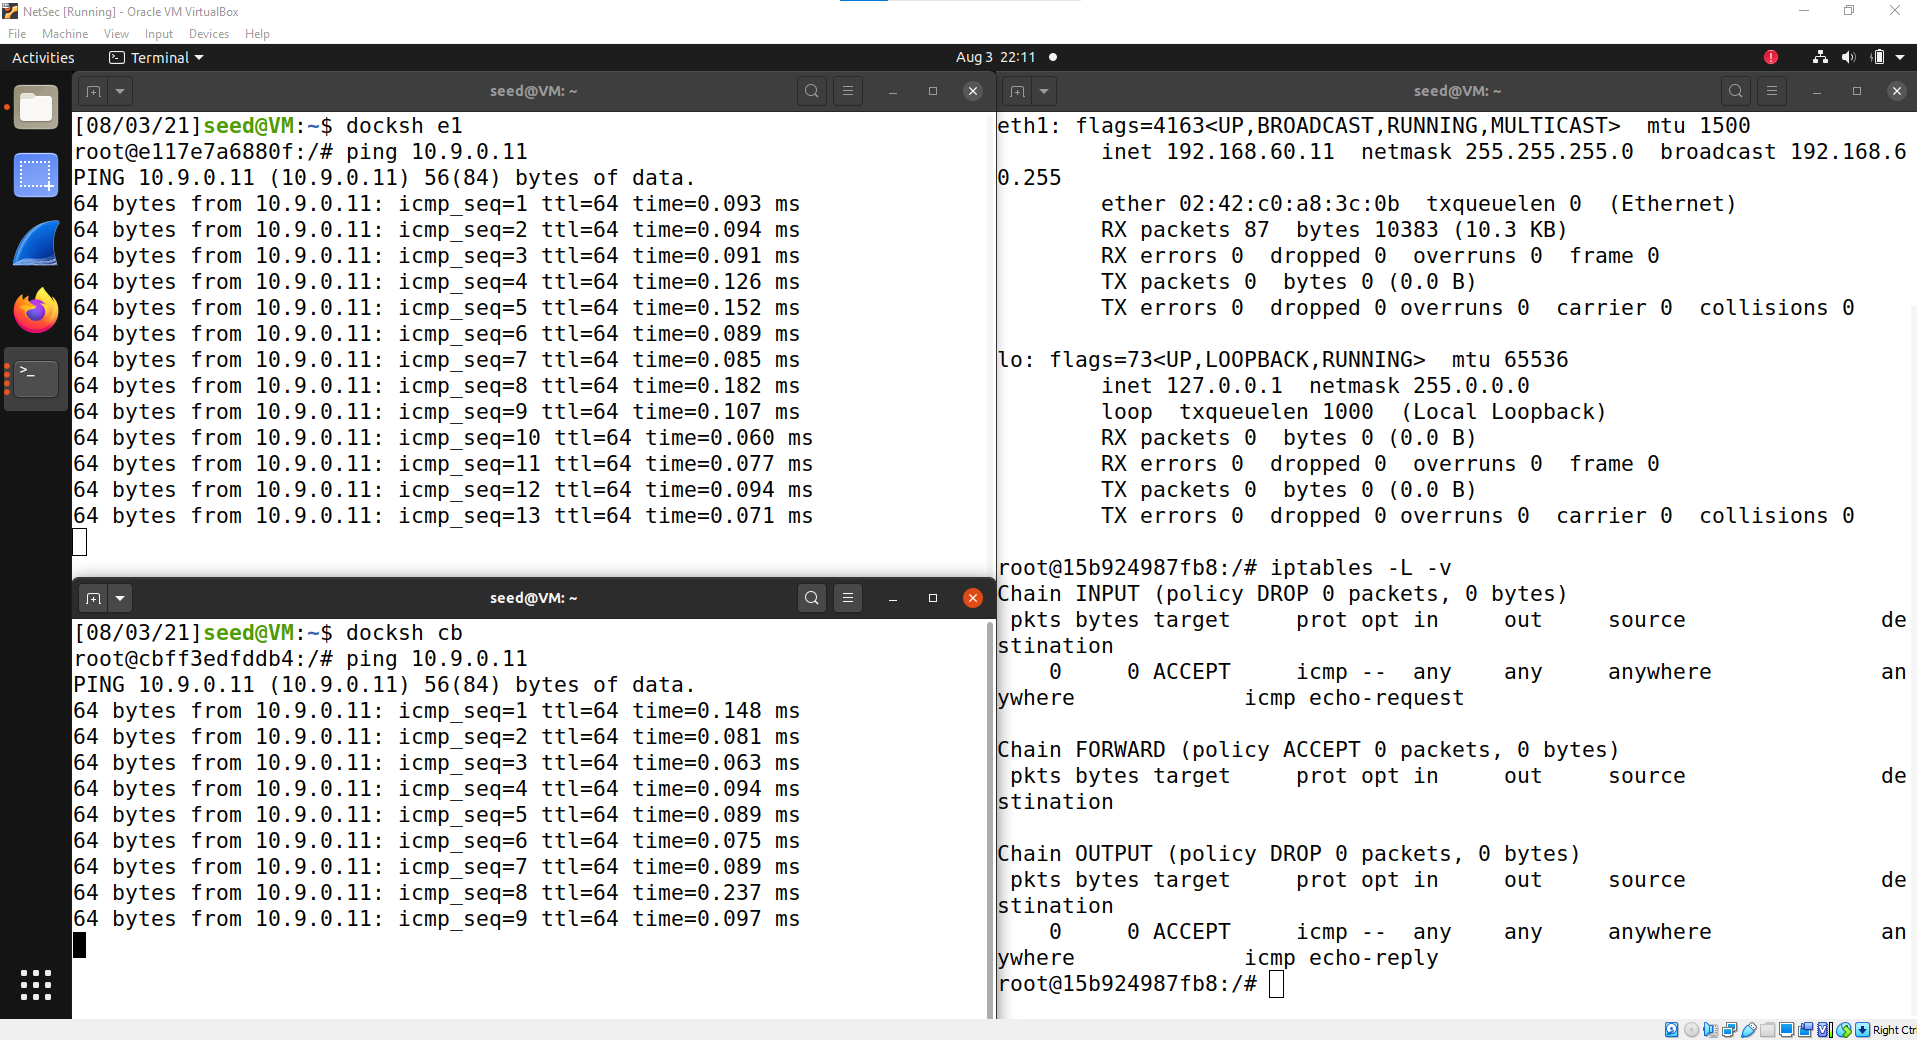 NetSec [Running] - Oracle VM VirtualBox
File Machine View Input Devices Help
Activities Terminal Aug 3 22:11
seed@VM: ~
[08/03/21]seed@VM:~$ docksh e1
root@e117e7a6880f:/# ping 10.9.0.11
PING 10.9.0.11 (10.9.0.11) 56(84) bytes of data.
64 bytes from 10.9.0.11: icmp_seq=1 ttl=64 time=0.093 ms
64 bytes from 10.9.0.11: icmp_seq=2 ttl=64 time=0.094 ms
64 bytes from 10.9.0.11: icmp_seq=3 ttl=64 time=0.091 ms
64 bytes from 10.9.0.11: icmp_seq=4 ttl=64 time=0.126 ms
64 bytes from 10.9.0.11: icmp_seq=5 ttl=64 time=0.152 ms
64 bytes from 10.9.0.11: icmp_seq=6 ttl=64 time=0.089 ms
64 bytes from 10.9.0.11: icmp_seq=7 ttl=64 time=0.085 ms
64 bytes from 10.9.0.11: icmp_seq=8 ttl=64 time=0.182 ms
64 bytes from 10.9.0.11: icmp_seq=9 ttl=64 time=0.107 ms
64 bytes from 10.9.0.11: icmp_seq=10 ttl=64 time=0.060 ms
64 bytes from 10.9.0.11: icmp_seq=11 ttl=64 time=0.077 ms
64 bytes from 10.9.0.11: icmp_seq=12 ttl=64 time=0.094 ms
64 bytes from 10.9.0.11: icmp_seq=13 ttl=64 time=0.071 ms
seed@VM: ~
[08/03/21]seed@VM:~$ docksh cb
root@cbff3edfddb4:/# ping 10.9.0.11
PING 10.9.0.11 (10.9.0.11) 56(84) bytes of data.
64 bytes from 10.9.0.11: icmp_seq=1 ttl=64 time=0.148 ms
64 bytes from 10.9.0.11: icmp_seq=2 ttl=64 time=0.081 ms
64 bytes from 10.9.0.11: icmp_seq=3 ttl=64 time=0.063 ms
64 bytes from 10.9.0.11: icmp_seq=4 ttl=64 time=0.094 ms
64 bytes from 10.9.0.11: icmp_seq=5 ttl=64 time=0.089 ms
64 bytes from 10.9.0.11: icmp_seq=6 ttl=64 time=0.075 ms
64 bytes from 10.9.0.11: icmp_seq=7 ttl=64 time=0.089 ms
64 bytes from 10.9.0.11: icmp_seq=8 ttl=64 time=0.237 ms
64 bytes from 10.9.0.11: icmp_seq=9 ttl=64 time=0.097 ms
seed@VM: ~
eth1: flags=4163<UP,BROADCAST,RUNNING,MULTICAST>  mtu 1500
        inet 192.168.60.11  netmask 255.255.255.0  broadcast 192.168.6
0.255
        ether 02:42:c0:a8:3c:0b  txqueuelen 0  (Ethernet)
        RX packets 87  bytes 10383 (10.3 KB)
        RX errors 0  dropped 0  overruns 0  frame 0
        TX packets 0  bytes 0 (0.0 B)
        TX errors 0  dropped 0 overruns 0  carrier 0  collisions 0
lo: flags=73<UP,LOOPBACK,RUNNING>  mtu 65536
        inet 127.0.0.1  netmask 255.0.0.0
        loop  txqueuelen 1000  (Local Loopback)
        RX packets 0  bytes 0 (0.0 B)
        RX errors 0  dropped 0  overruns 0  frame 0
        TX packets 0  bytes 0 (0.0 B)
        TX errors 0  dropped 0 overruns 0  carrier 0  collisions 0
root@15b924987fb8:/# iptables -L -v
Chain INPUT (policy DROP 0 packets, 0 bytes)
 pkts bytes target     prot opt in     out     source               de
stination
    0     0 ACCEPT     icmp --  any    any     anywhere             an
ywhere             icmp echo-request
Chain FORWARD (policy ACCEPT 0 packets, 0 bytes)
 pkts bytes target     prot opt in     out     source               de
stination
Chain OUTPUT (policy DROP 0 packets, 0 bytes)
 pkts bytes target     prot opt in     out     source               de
stination
    0     0 ACCEPT     icmp --  any    any     anywhere             an
ywhere             icmp echo-reply
root@15b924987fb8:/#
Right Ctr